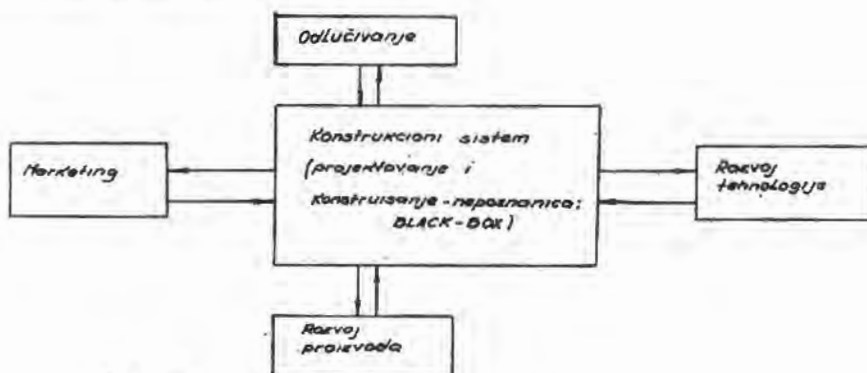 Odlučivanje
Konstrukcioni sistem
(projektovanje i
Konstruisanje-nepoznanica;
BLACK-BOX)
Marketing
Razvoj
tehnologije
Razvoj
proizvoda